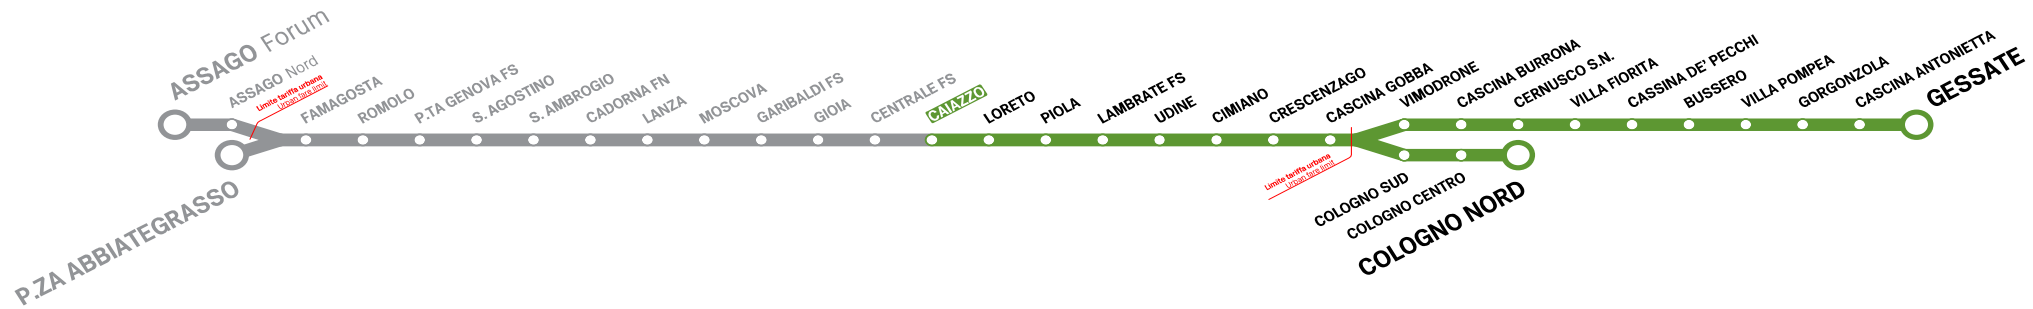 ASSAGO Forum
ASSAGO Nord
Limite tariffa urbana
Urban fare limit
P.ZA ABBIATEGRASSO
FAMAGOSTA
ROMOLO
P.TA GENOVA FS
S. AGOSTINO
S. AMBROGIO
CADORNA FN
LANZA
MOSCOVA
GARIBALDI FS
GIOIA
CENTRALE FS
CAIAZZO
LORETO
PIOLA
LAMBRATE FS
UDINE
CIMIANO
CRESCENZAGO
CASCINA GOBBA
Limite tariffa urbana
Urban fare limit
VIMODRONE
CASCINA BURRONA
CERNUSCO S.N.
VILLA FIORITA
CASSINA DE' PECCHI
BUSSERO
VILLA POMPEA
GORGONZOLA
CASCINA ANTONIETTA
GESSATE
COLOGNO SUD
COLOGNO CENTRO
COLOGNO NORD